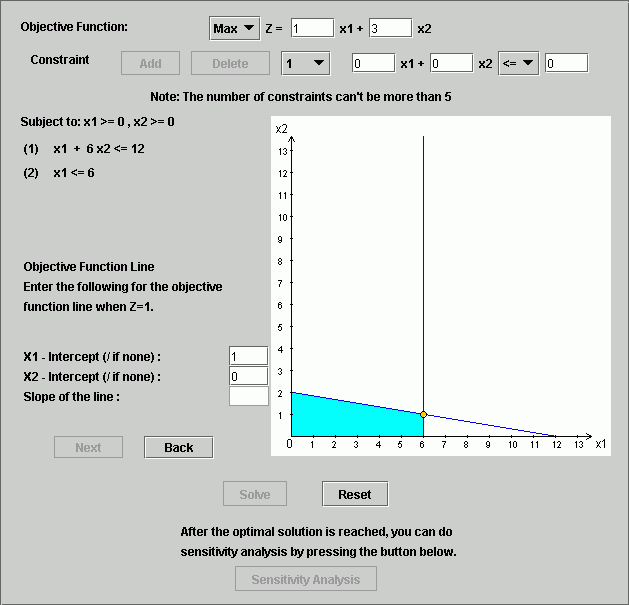 Objective Function: Max Z = 1 x1 + 3 x2
Constraint Add Delete 1 0 x1 + 0 x2 <= 0
Note: The number of constraints can't be more than 5
Subject to: x1 >= 0 , x2 >= 0
(1) x1 + 6 x2 <= 12
(2) x1 <= 6
Objective Function Line
Enter the following for the objective
function line when Z=1.
X1 - Intercept (/ if none) : 1
X2 - Intercept (/ if none) : 0
Slope of the line :
Next Back
x2
13
12
11
10
9
8
7
6
5
4
3
2
1
0 1 2 3 4 5 6 7 8 9 10 11 12 13 x1
Solve Reset
After the optimal solution is reached, you can do
sensitivity analysis by pressing the button below.
Sensitivity Analysis